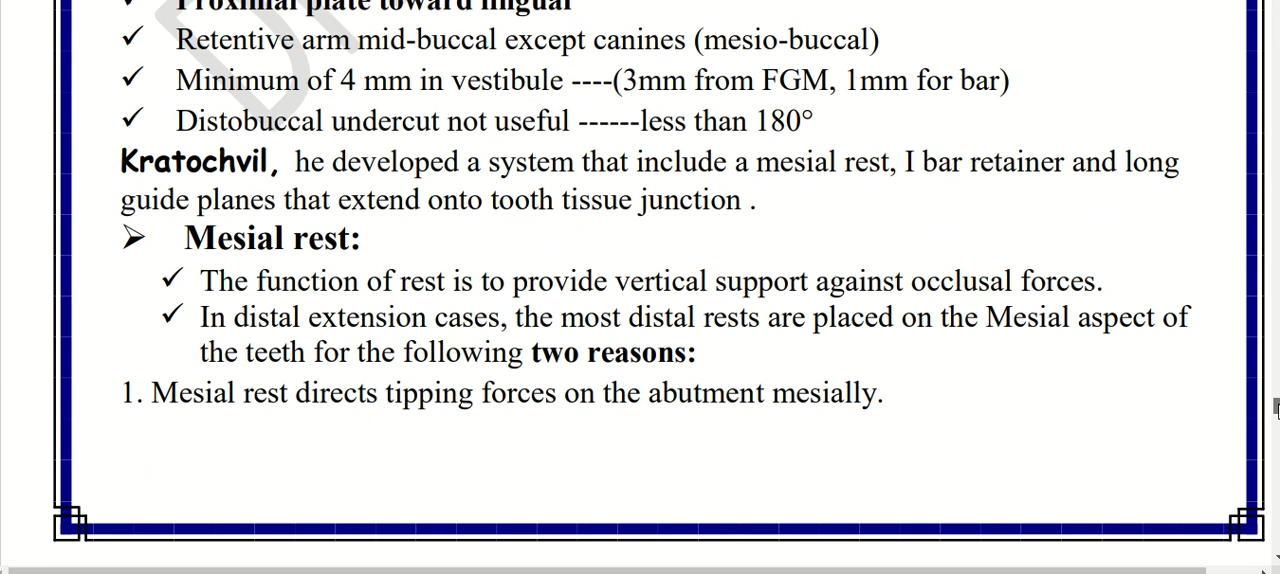 ✓ Proximal plate toward lingual
✓ Retentive arm mid-buccal except canines (mesio-buccal)
✓ Minimum of 4 mm in vestibule ----(3mm from FGM, 1mm for bar)
✓ Distobuccal undercut not useful ------less than 180°
Kratochvil, he developed a system that include a mesial rest, I bar retainer and long
guide planes that extend onto tooth tissue junction .
➢ Mesial rest:
✓ The function of rest is to provide vertical support against occlusal forces.
✓ In distal extension cases, the most distal rests are placed on the Mesial aspect of
the teeth for the following two reasons:
1. Mesial rest directs tipping forces on the abutment mesially.